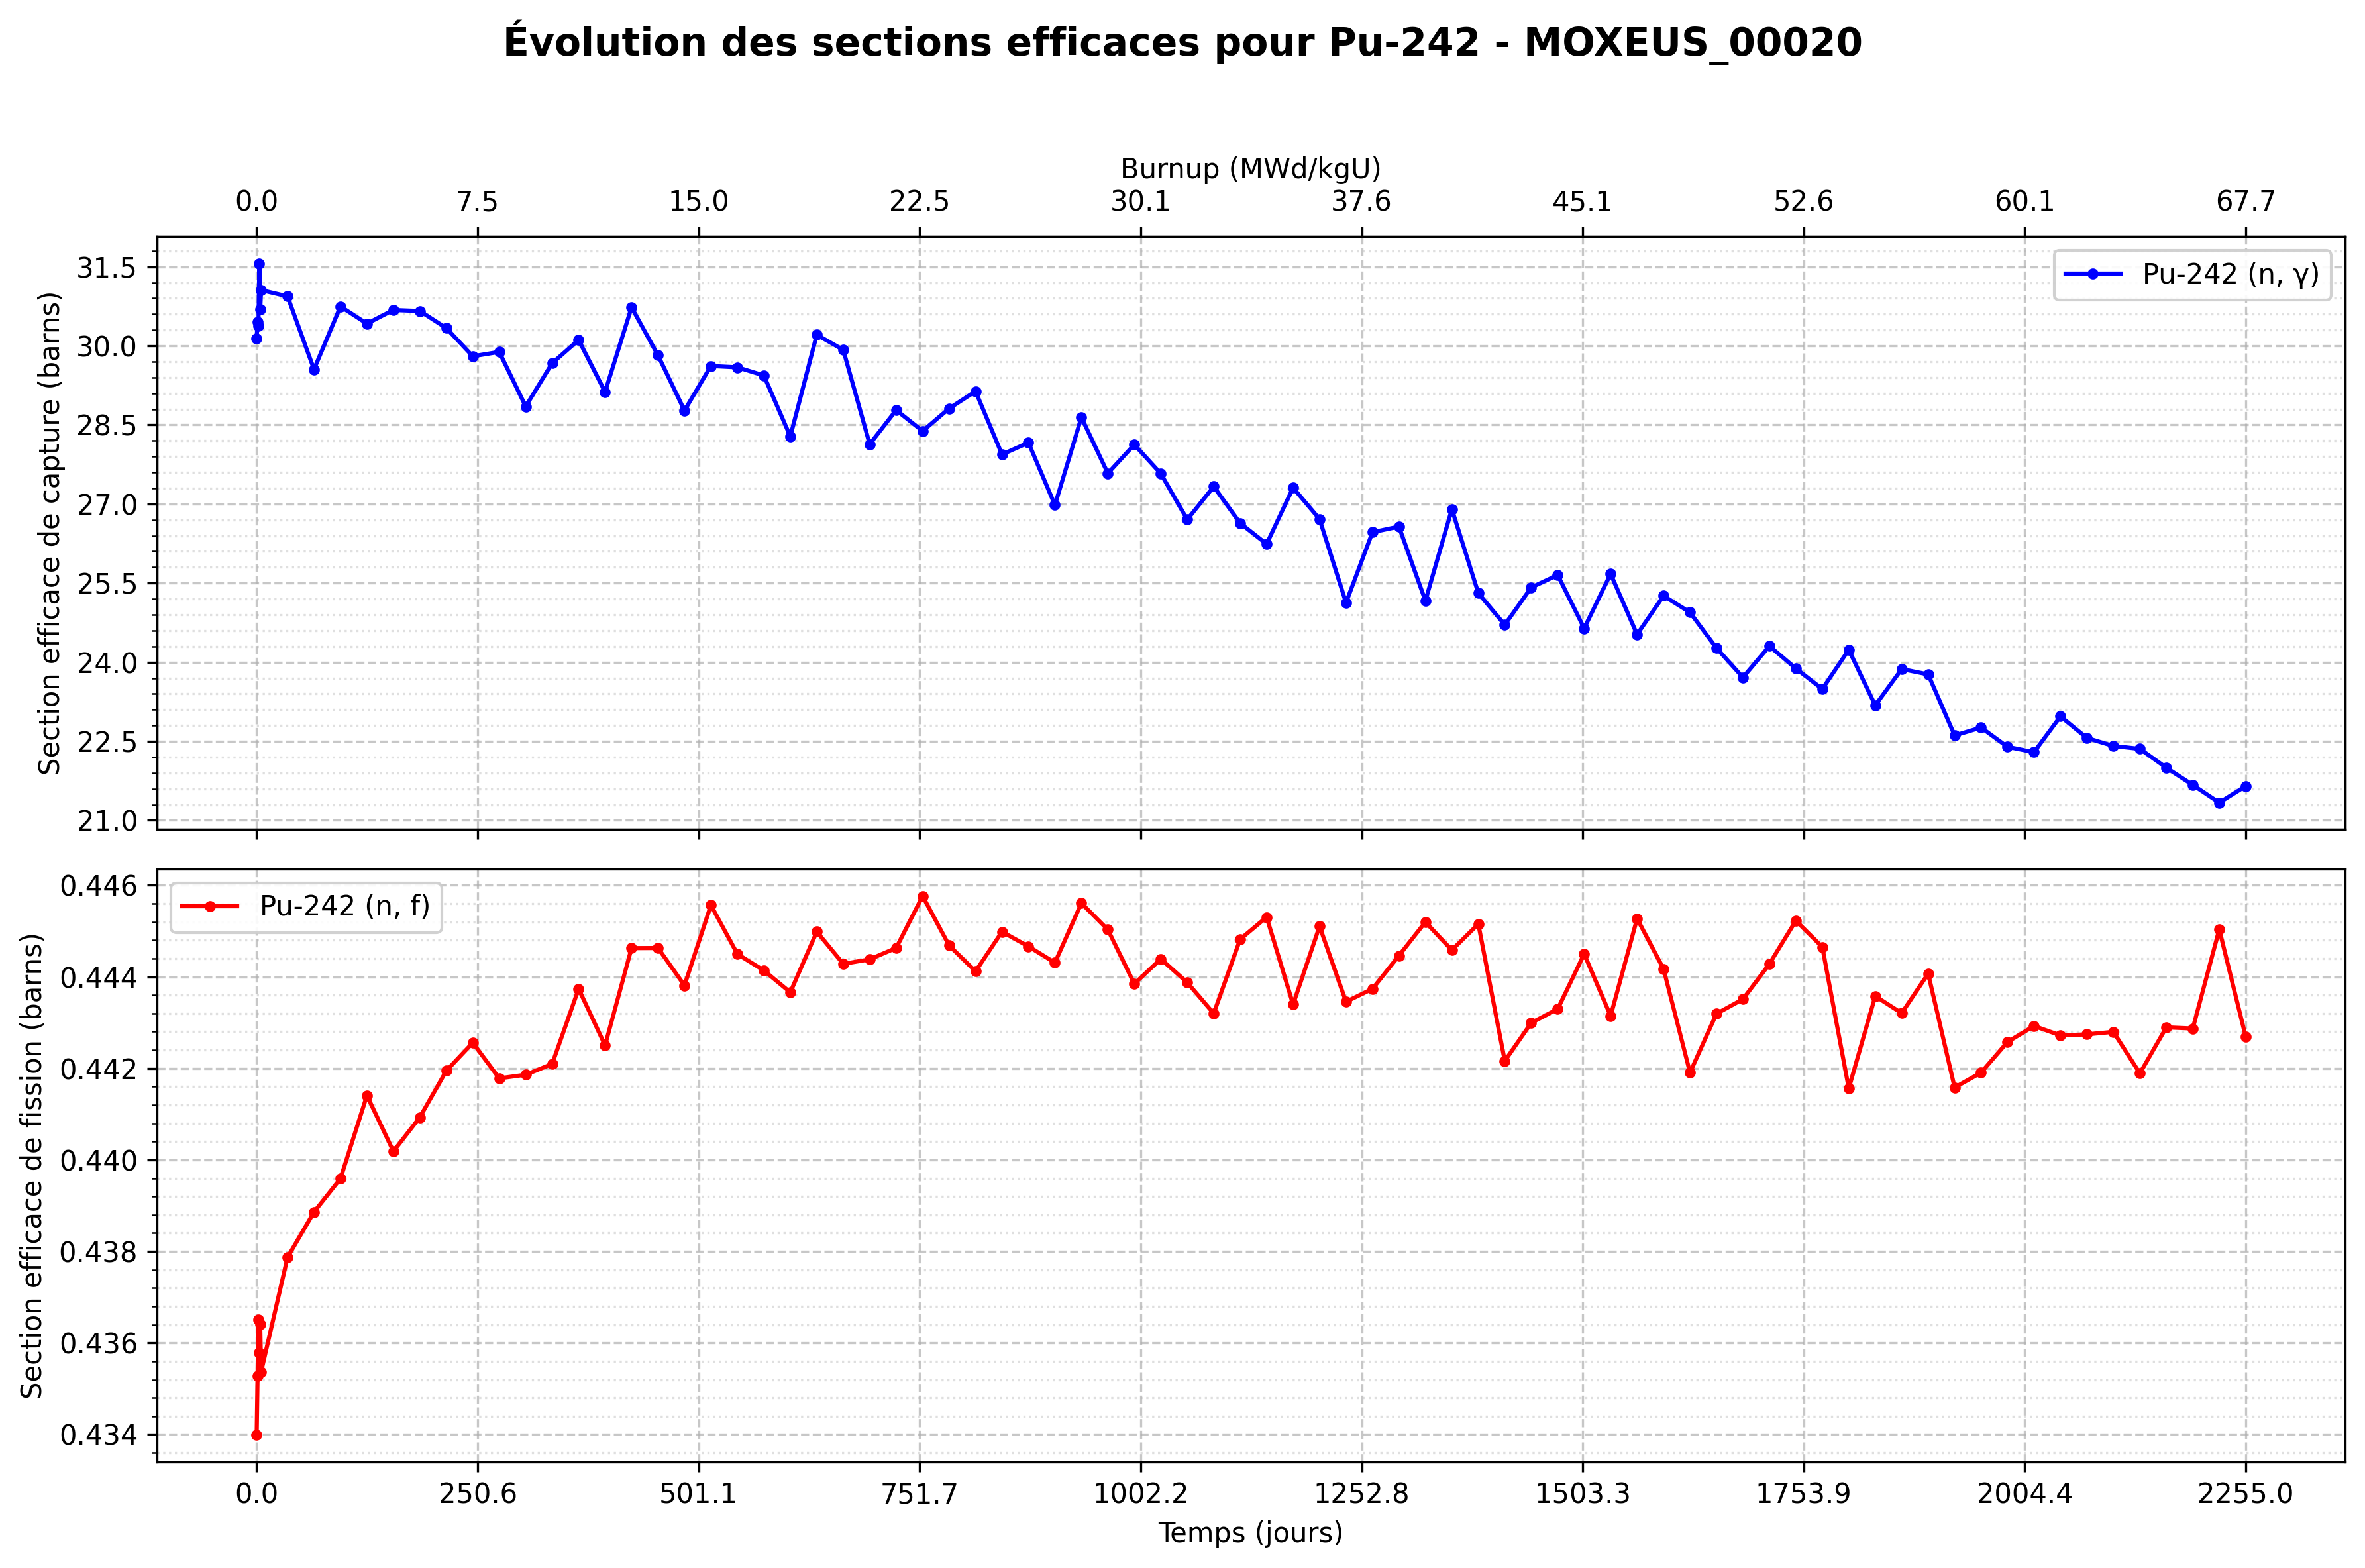 Évolution des sections efficaces pour Pu-242 - MOXEUS_00020
Burnup (MWd/kgU)
0.0 7.5 15.0 22.5 30.1 37.6 45.1 52.6 60.1 67.7
Section efficace de capture (barns)
31.5
30.0
28.5
27.0
25.5
24.0
22.5
21.0
Pu-242 (n, γ)
Section efficace de fission (barns)
0.446
0.444
0.442
0.440
0.438
0.436
0.434
Pu-242 (n, f)
0.0 250.6 501.1 751.7 1002.2 1252.8 1503.3 1753.9 2004.4 2255.0
Temps (jours)